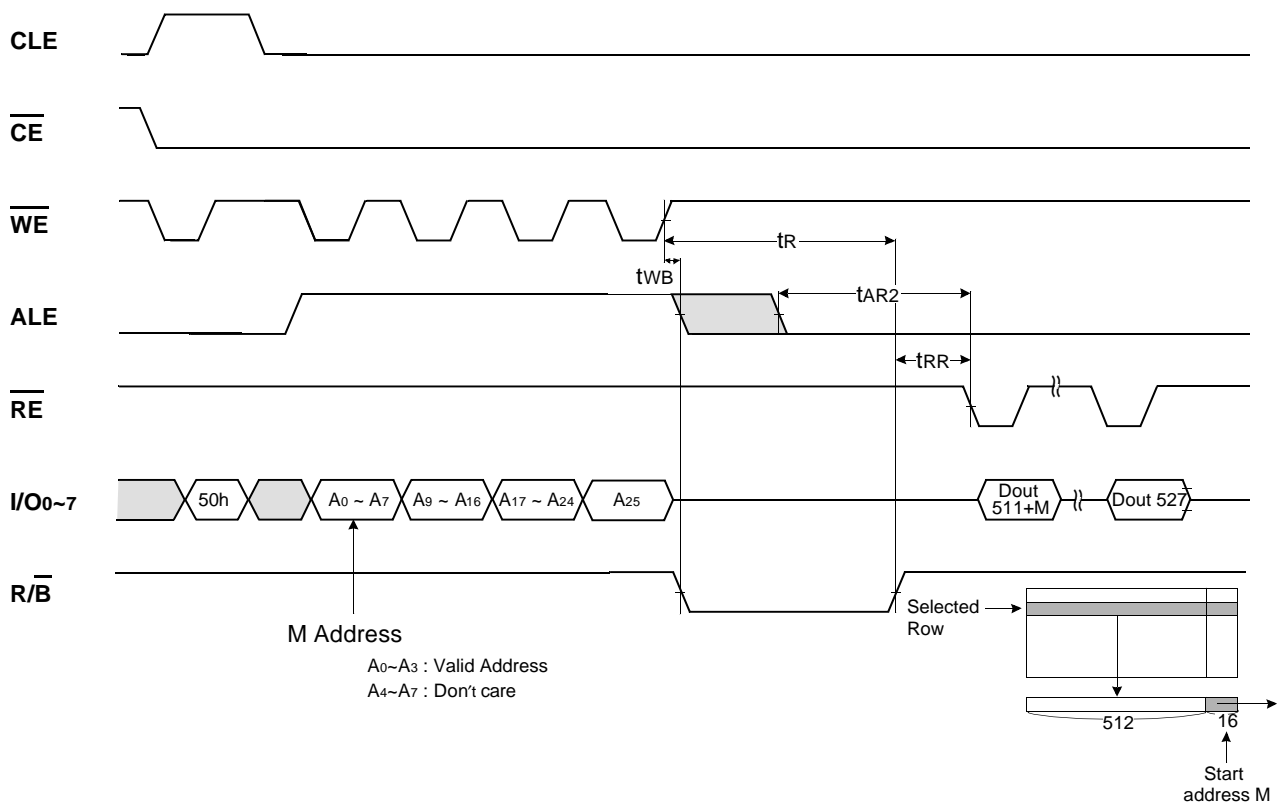 CLE
CE
WE
tR
tWB
tAR2
ALE
tRR
RE
I/O0~7
50h
A0 ~ A7
A9 ~ A16
A17 ~ A24
A25
Dout
511+M
Dout 527
R/B
Selected
Row
M Address
A0~A3 : Valid Address
A4~A7 : Don't care
512
16
Start
address M